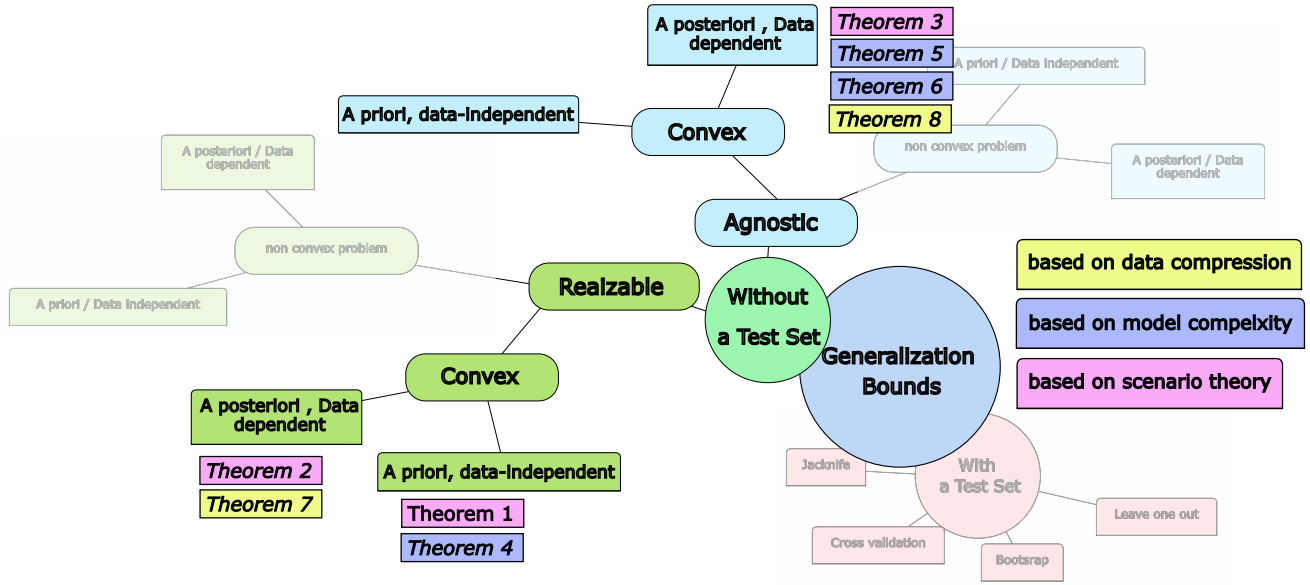 A posteriori , Data
dependent
Theorem 3
Theorem 5
Theorem 6
Theorem 8
A priori / Data Independent
A priori, data-independent
Convex
non convex problem
A posteriori / Data
dependent
A posteriori / Data
dependent
Agnostic
non convex problem
A priori / Data Independent
Reaizable
Without
a Test Set
Generalization
Bounds
based on data compression
based on model compelxity
based on scenario theory
Convex
A posteriori , Data
dependent
Theorem 2
Theorem 7
A priori, data-independent
Theorem 1
Theorem 4
With
a Test Set
Jacknife
Cross validation
Bootsrap
Leave one out